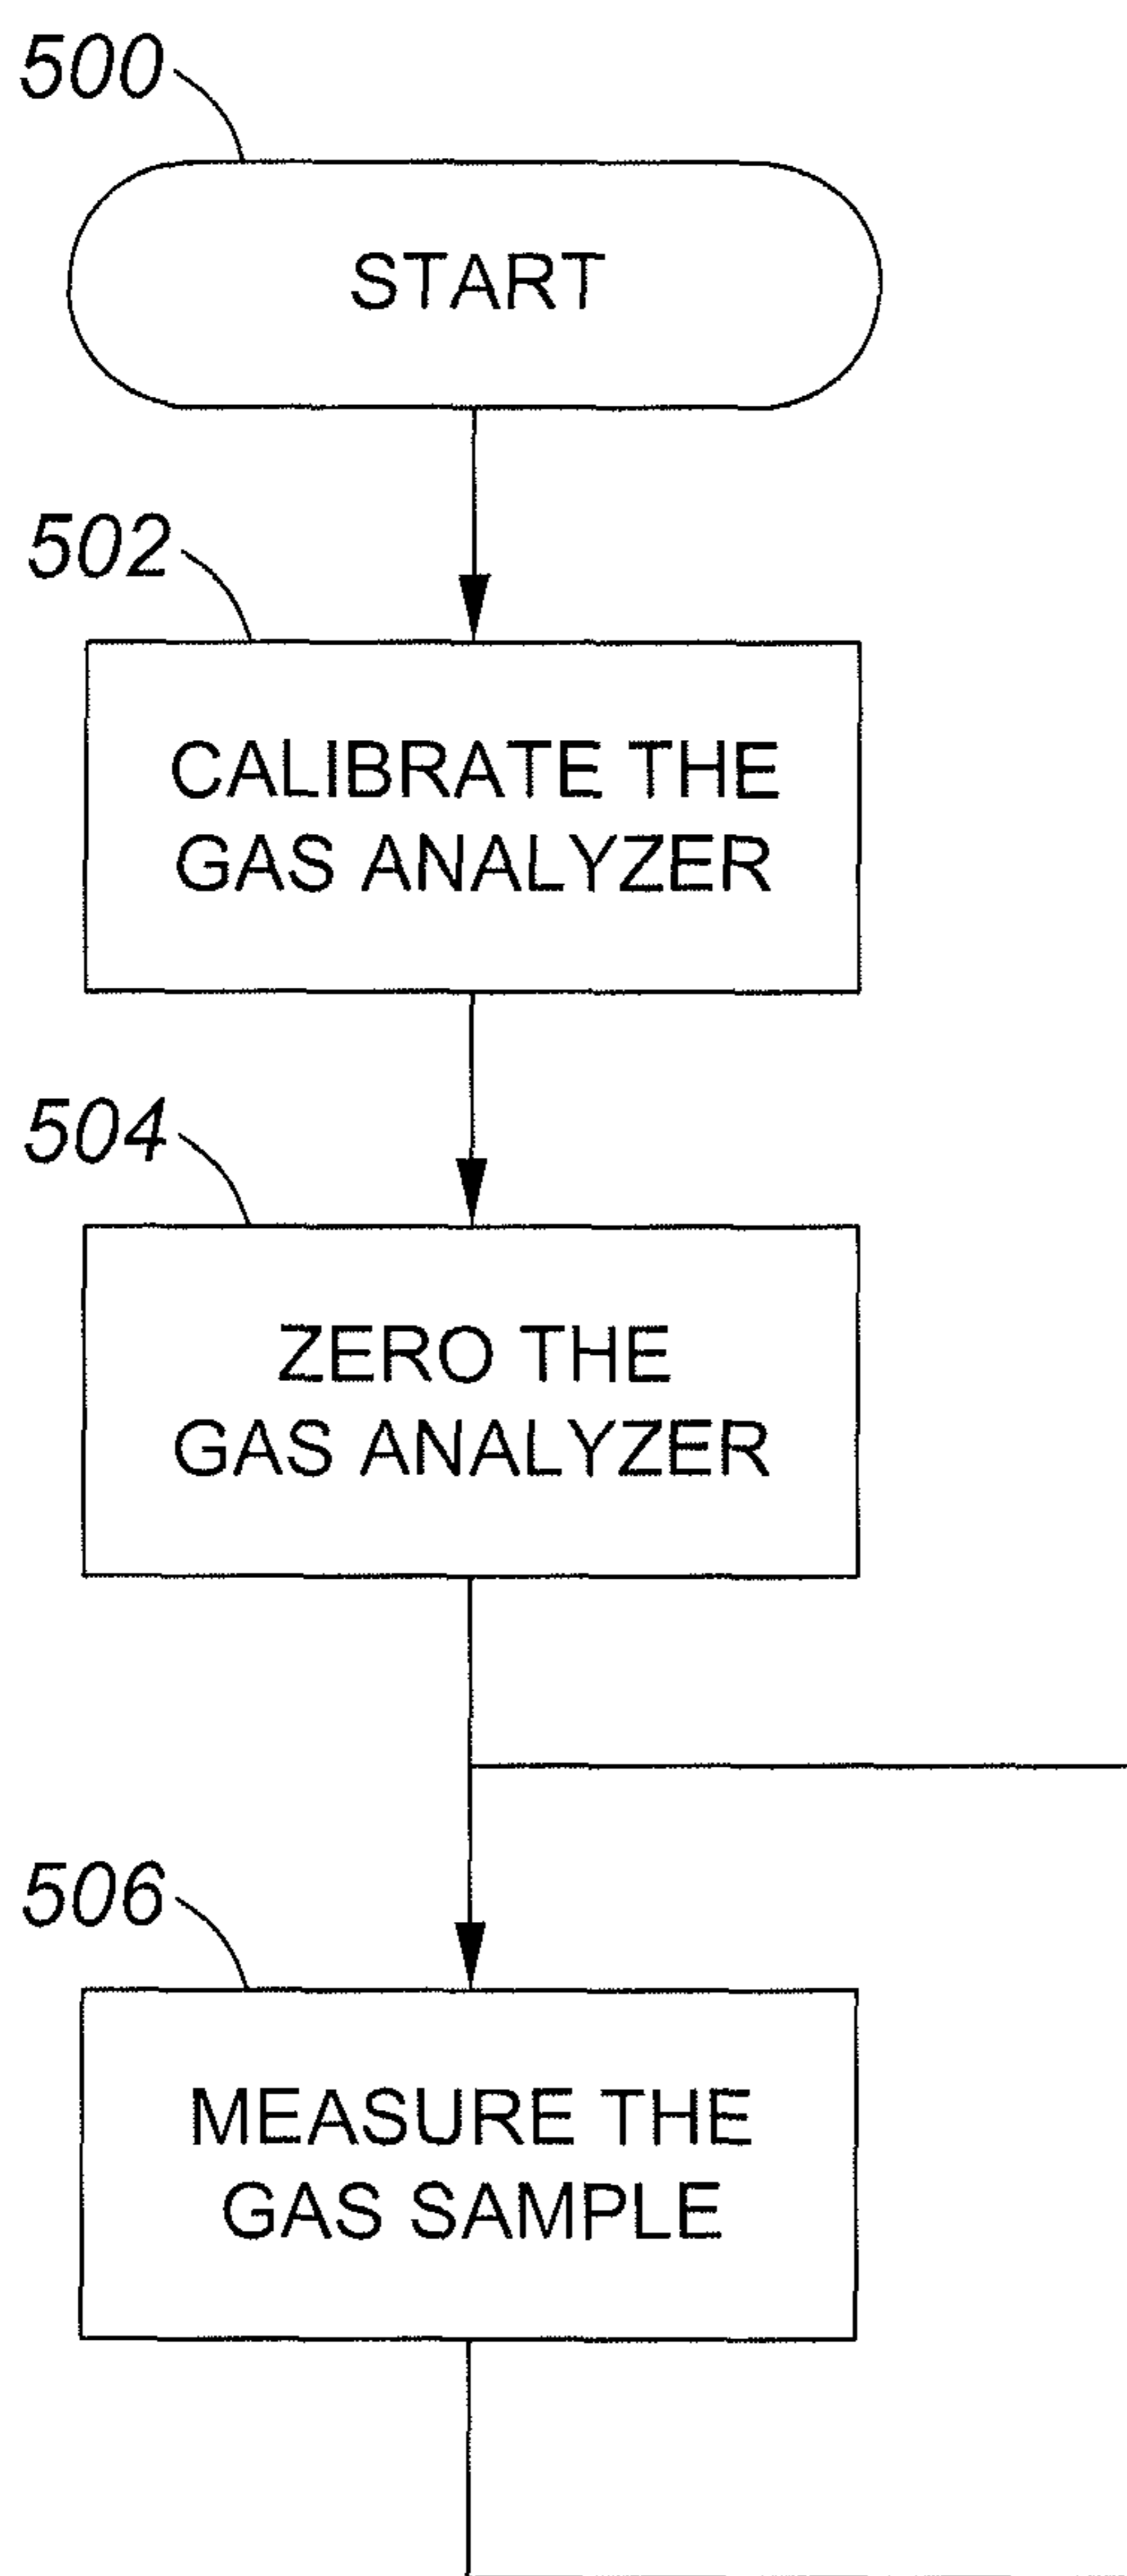 500
START
502
CALIBRATE THE
GAS ANALYZER
504
ZERO THE
GAS ANALYZER
506
MEASURE THE
GAS SAMPLE